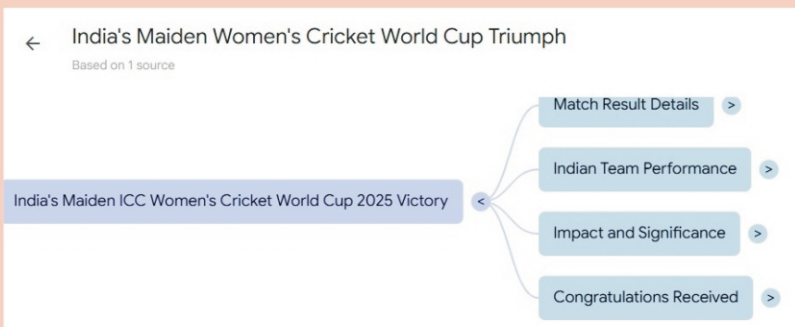 India's Maiden Women's Cricket World Cup Triumph
Based on 1 source
Match Result Details
Indian Team Performance
India's Maiden ICC Women's Cricket World Cup 2025 Victory
Impact and Significance
Congratulations Received